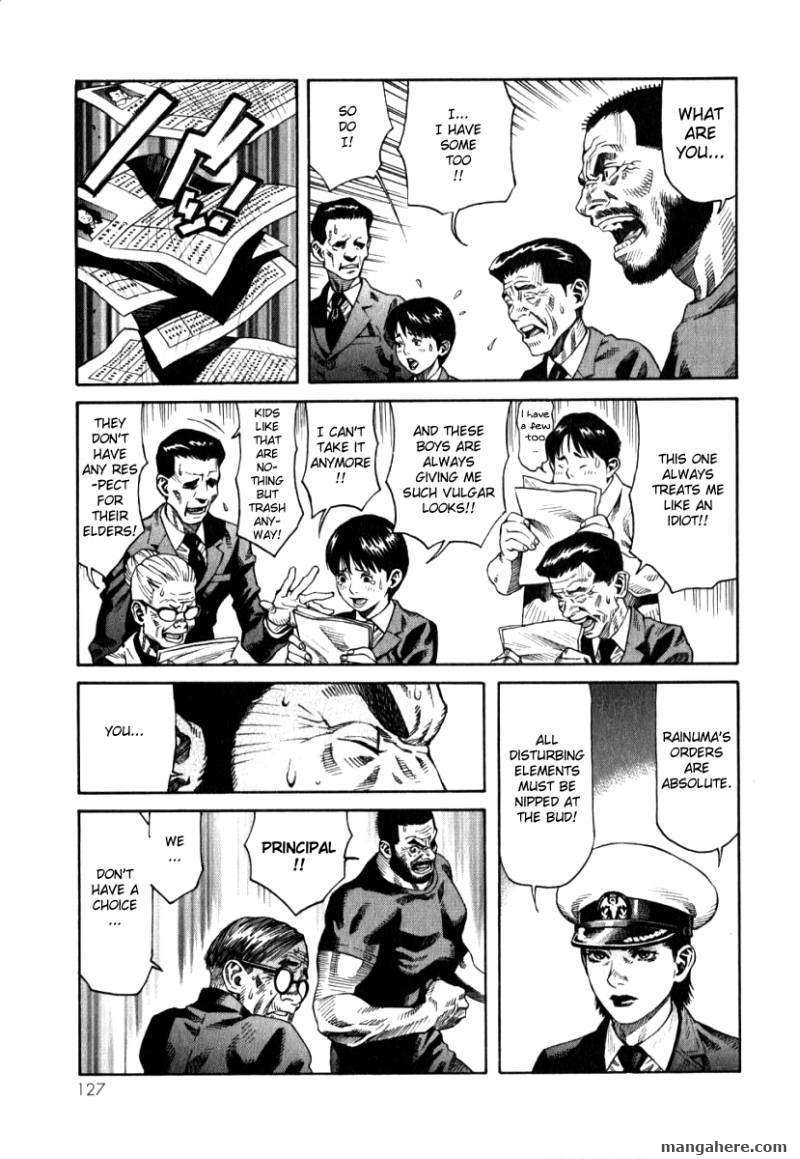 WHAT
ARE
YOU...
I...
I HAVE
SOME
TOO
!!
SO
DO
I!
バサッ!
THIS ONE
ALWAYS
TREATS ME
LIKE AN
IDIOT!!
I have
a few
too
...
AND THESE
BOYS ARE
ALWAYS
GIVING ME
SUCH VULGAR
LOOKS!!
I CAN'T
TAKE IT
ANYMORE
!!
KIDS
LIKE
THAT
ARE NO-
THING
BUT
TRASH
ANY-
WAY!
THEY
DON'T
HAVE
ANY RES
-PECT
FOR
THEIR
ELDERS!
RAINUMA'S
ORDERS
ARE
ABSOLUTE.
ALL
DISTURBING
ELEMENTS
MUST BE
NIPPED AT
THE BUD!
YOU...
PRINCIPAL
!!
WE
...
DON'T
HAVE A
CHOICE
...
127
mangahere.com